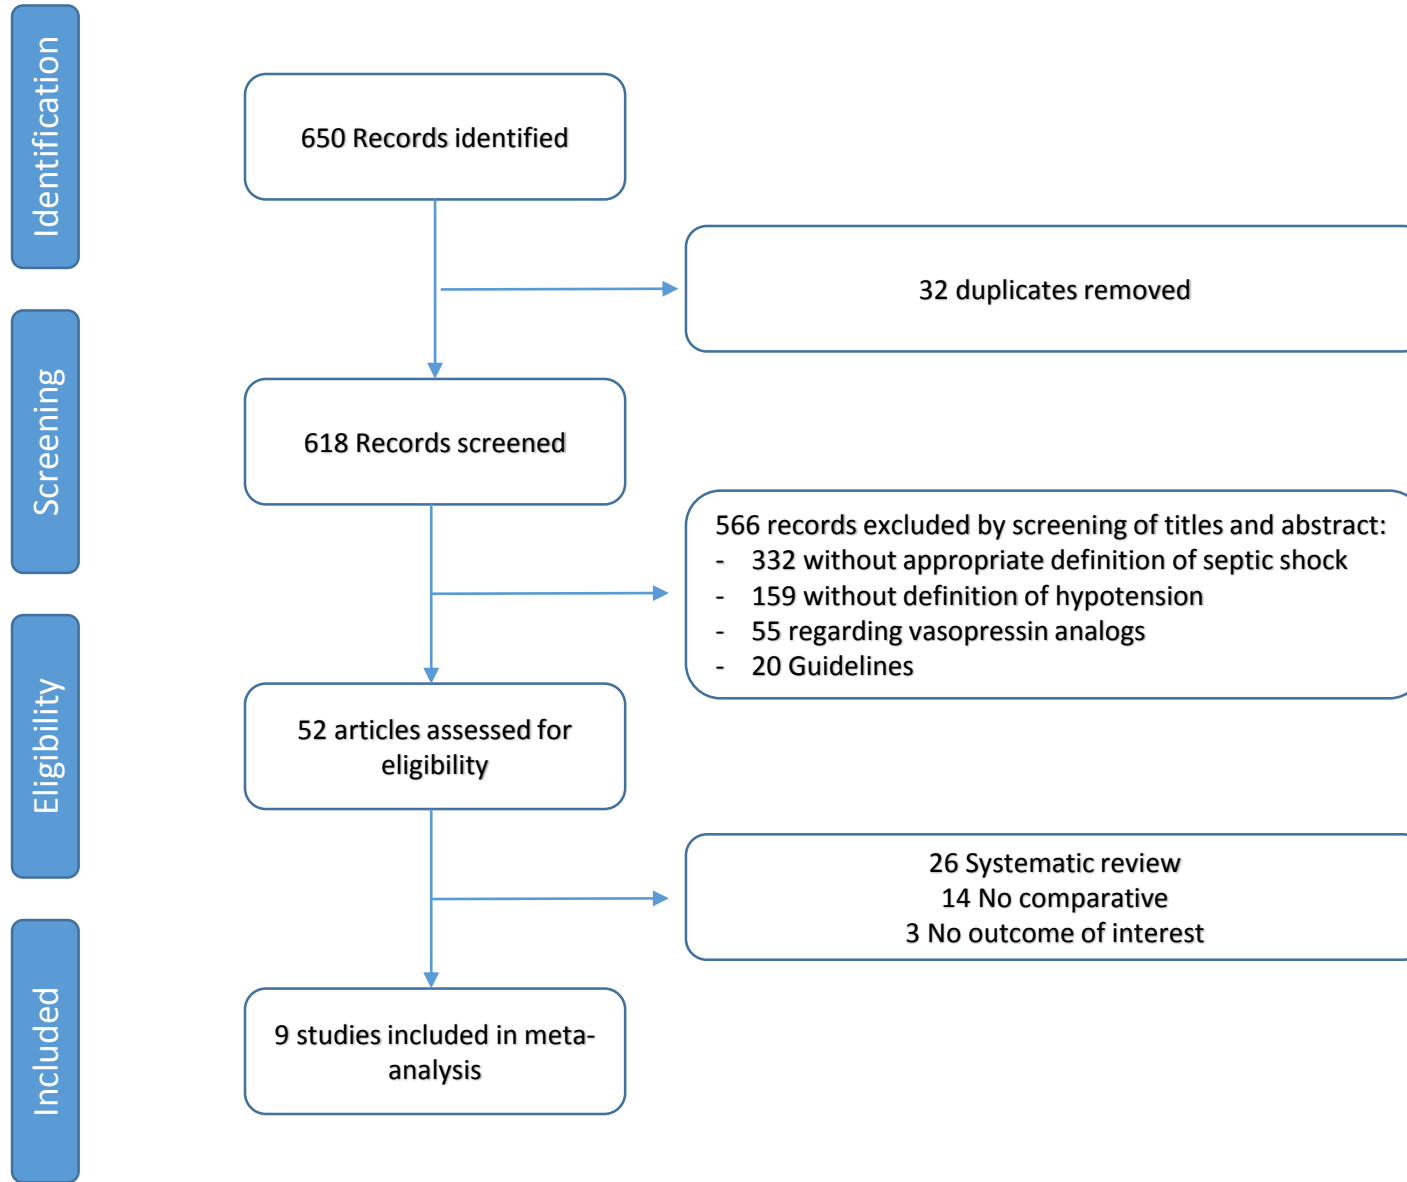 Identification
650 Records identified
32 duplicates removed
Screening
618 Records screened
566 records excluded by screening of titles and abstract:
- 332 without appropriate definition of septic shock
- 159 without definition of hypotension
- 55 regarding vasopressin analogs
- 20 Guidelines
Eligibility
52 articles assessed for
eligibility
26 Systematic review
14 No comparative
3 No outcome of interest
Included
9 studies included in meta-
analysis